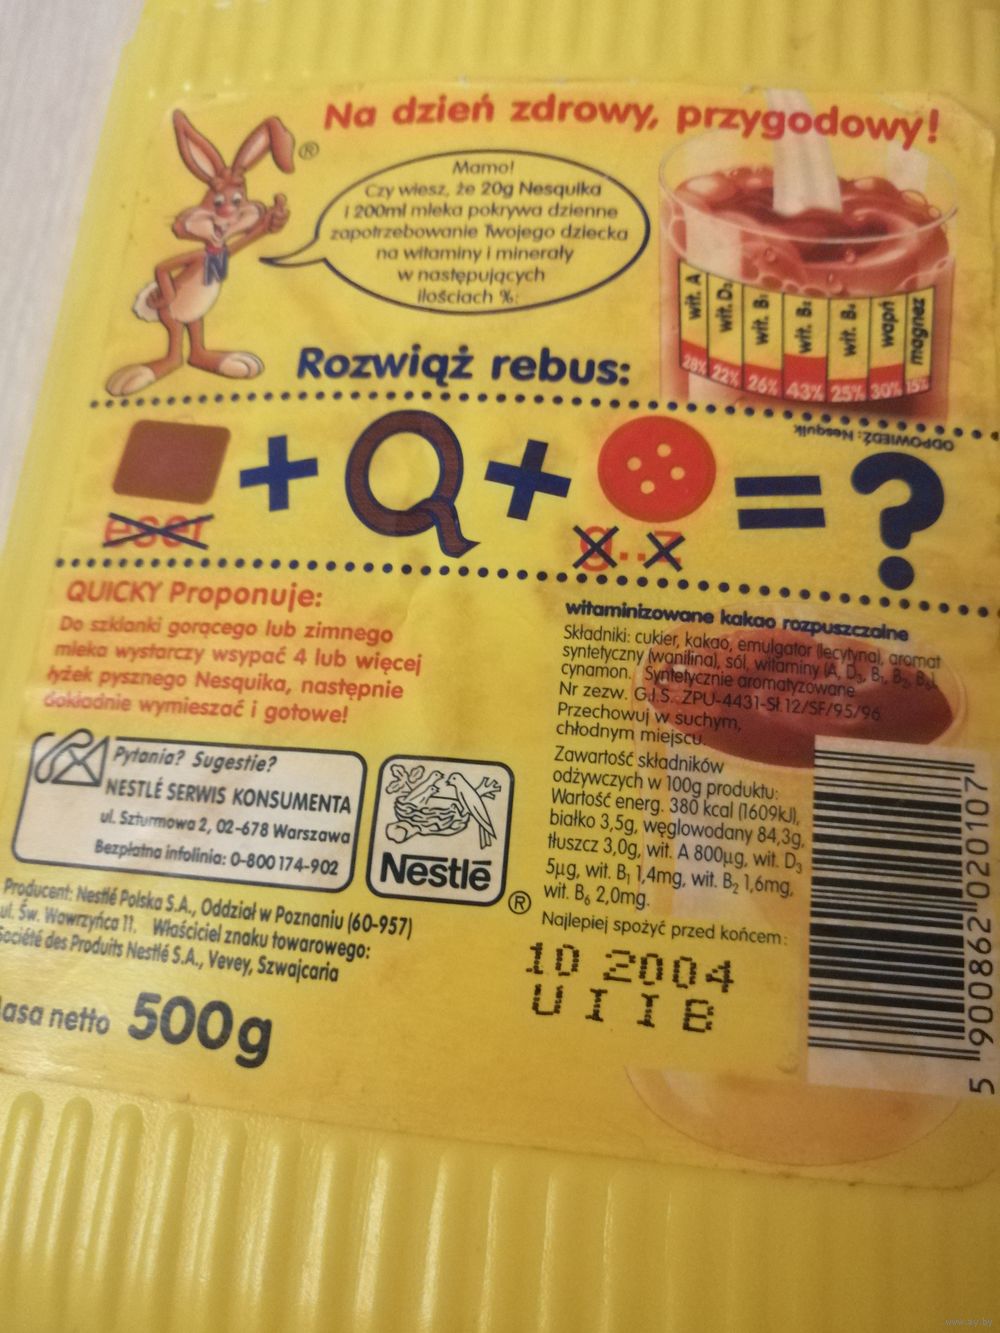 Na dzień zdrowy, przygodowy!
®
Mamo!
Czy wiesz, że 20g Nesquika
i 200ml mleka pokrywa dzienne
zapotrzebowanie Twojego dziecka
na witaminy i minerały
w następujących
ilościach %:
wit. A
wit. D₃
wit. B₁
wit. B₂
wit. B₆
wapń
magnez
28% 22% 26% 43% 25% 30% 15%
N
Rozwiąż rebus:
ODPOWIEDŹ: Nesquik
+ Q + = ?
eser
g..z
QUICKY Proponuje:
Do szklanki gorącego lub zimnego
mleka wystarczy wsypać 4 lub więcej
łyżek pysznego Nesquika, następnie
dokładnie wymieszać i gotowe!
Pytania? Sugestie?
NESTLÉ SERWIS KONSUMENTA
ul. Szturmowa 2, 02-678 Warszawa
Bezpłatna infolinia: 0-800 174-902
Nestlé
®
Producent: Nestlé Polska S.A., Oddział w Poznaniu (60-957)
ul. Św. Wawrzyńca 11. Właściciel znaku towarowego:
Société des Produits Nestlé S.A., Vevey, Szwajcaria
asa netto 500g
witaminizowane kakao rozpuszczalne
Składniki: cukier, kakao, emulgator (lecytyna), aromat
syntetyczny (wanilina), sól, witaminy (A, D₃, B₁, B₂, B₆),
cynamon. Syntetycznie aromatyzowane
Nr zezw. G.I.S. ZPU-4431-Sł.12/SF/95/96
Przechowuj w suchym,
chłodnym miejscu.
Zawartość składników
odżywczych w 100g produktu:
Wartość energ. 380 kcal (1609kJ),
białko 3,5g, węglowodany 84,3g,
tłuszcz 3,0g, wit. A 800µg, wit. D₃
5µg, wit. B₁ 1,4mg, wit. B₂ 1,6mg,
wit. B₆ 2,0mg.
Najlepiej spożyć przed końcem:
10 2004
U I I B
5 900862 020107
www.ay.by